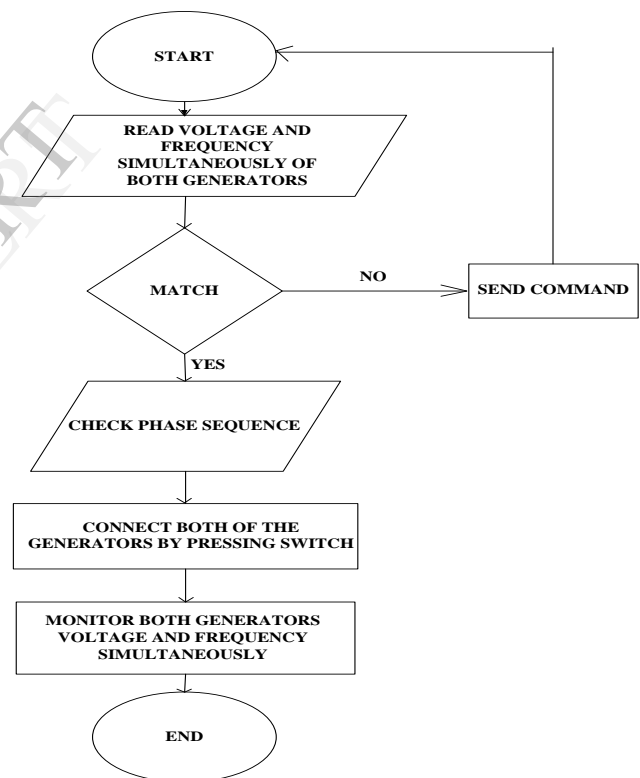 START
READ VOLTAGE AND
FREQUENCY
SIMULTANEOUSLY OF
BOTH GENERATORS
MATCH
NO
SEND COMMAND
YES
CHECK PHASE SEQUENCE
CONNECT BOTH OF THE
GENERATORS BY PRESSING SWITCH
MONITOR BOTH GENERATORS
VOLTAGE AND FREQUENCY
SIMULTANEOUSLY
END